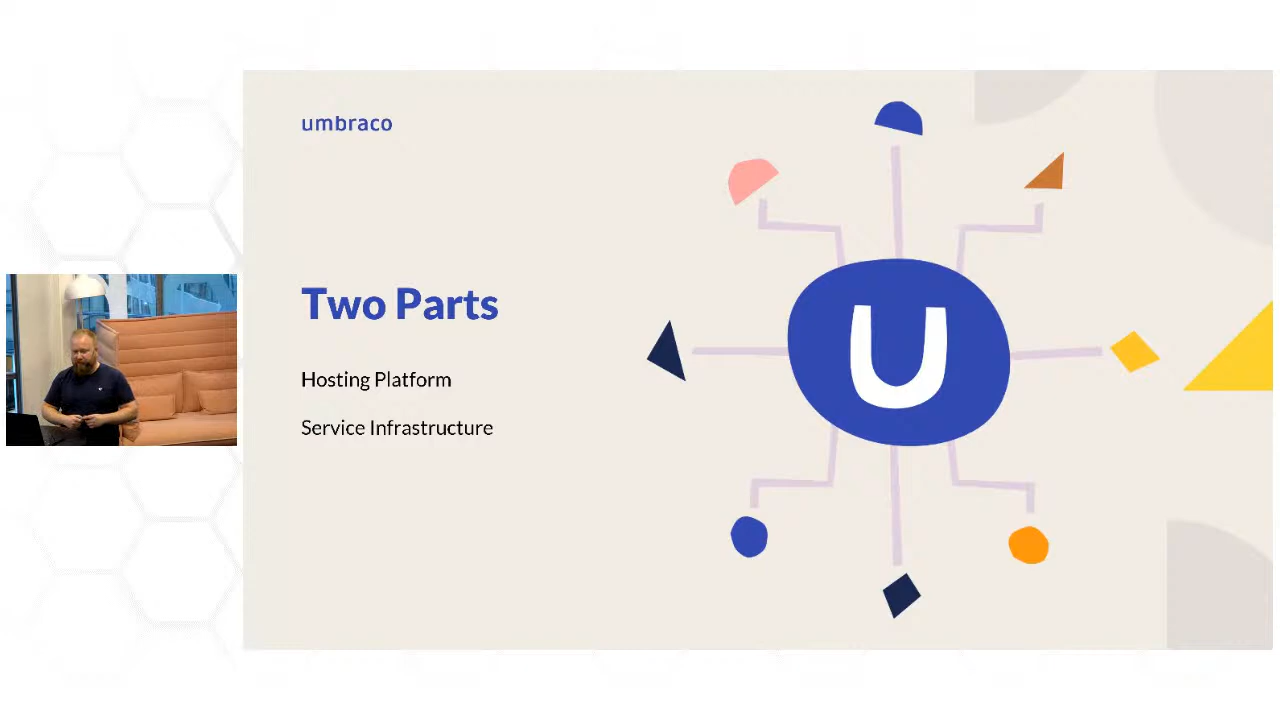 umbraco
Two Parts
Hosting Platform
Service Infrastructure
U